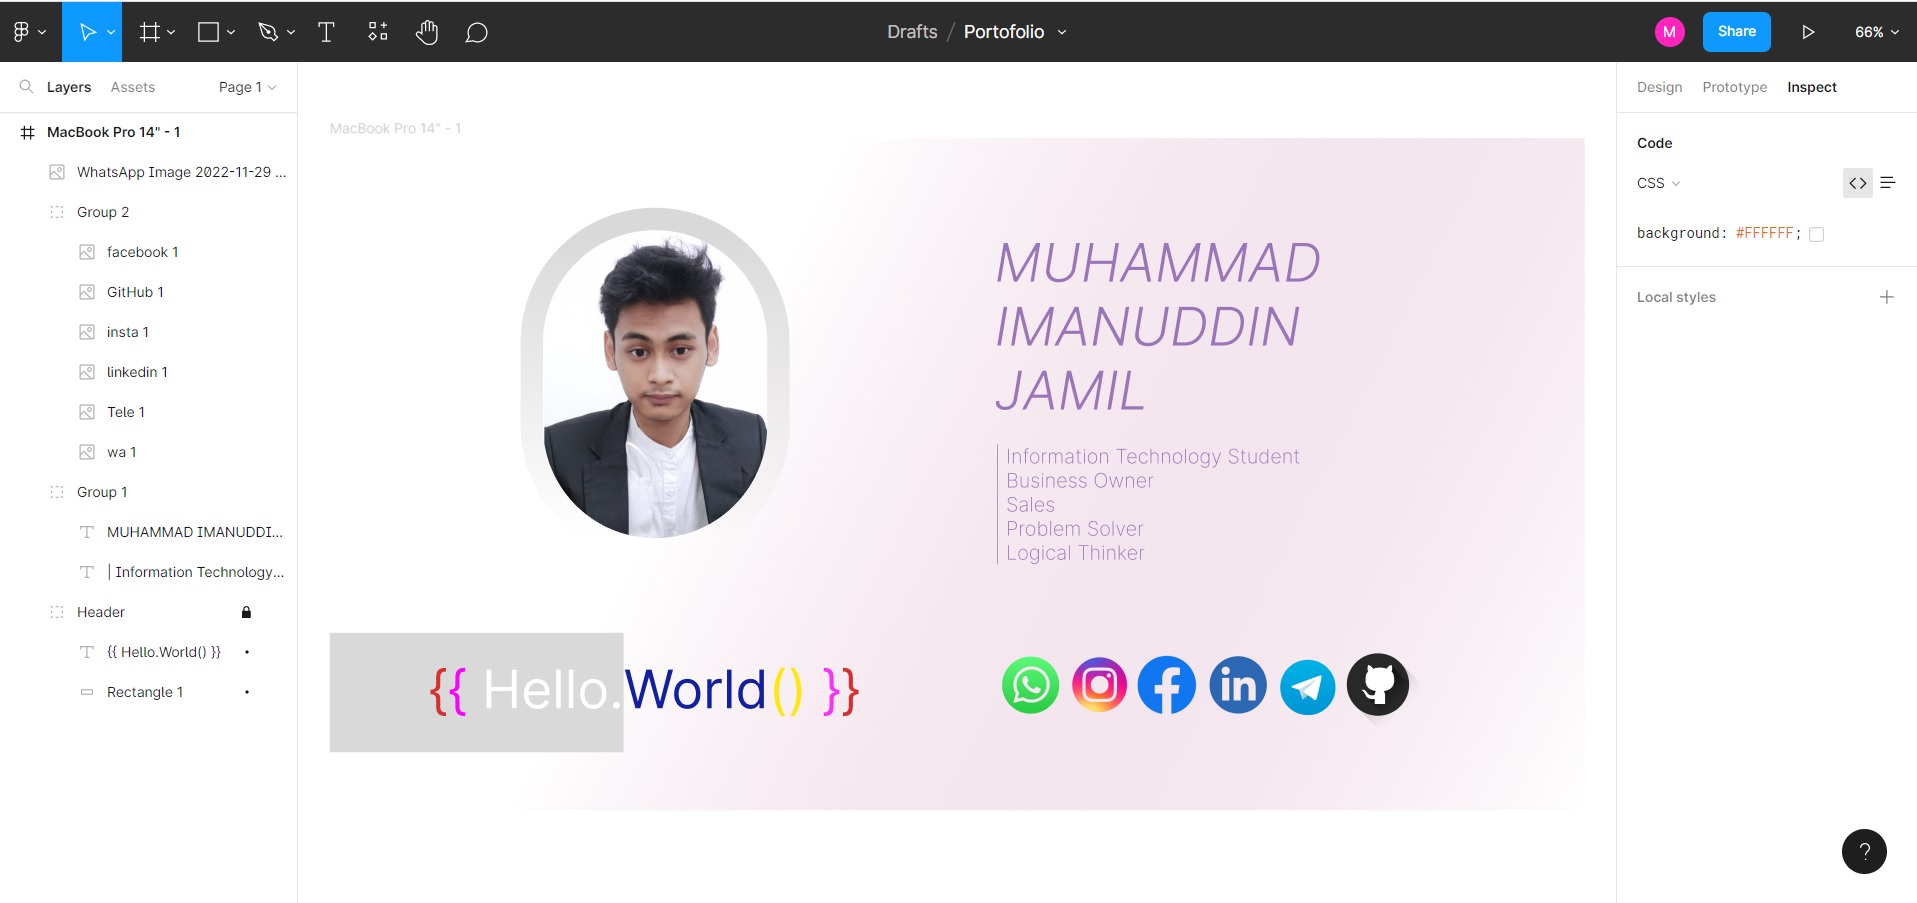 Drafts / Portofolio
M
Share
66%
Layers
Assets
Page 1
MacBook Pro 14" - 1
WhatsApp Image 2022-11-29 ...
Group 2
facebook 1
GitHub 1
insta 1
linkedin 1
Tele 1
wa 1
Group 1
MUHAMMAD IMANUDDI...
| Information Technology...
Header
{{ Hello.World() }}
Rectangle 1
MacBook Pro 14" - 1
MUHAMMAD
IMANUDDIN
JAMIL
Information Technology Student
Business Owner
Sales
Problem Solver
Logical Thinker
{{ Hello.World() }}
in
Design
Prototype
Inspect
Code
CSS
background: #FFFFFF;
Local styles
?